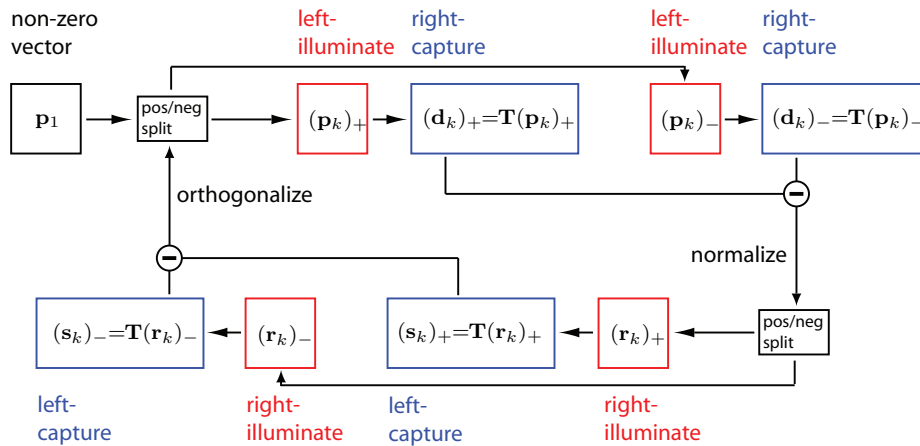 non-zero
vector
left-
illuminate
right-
capture
left-
illuminate
right-
capture
p₁
pos/neg
split
(pₖ)₊
(dₖ)₊=T(pₖ)₊
(pₖ)₋
(dₖ)₋=T(pₖ)₋
orthogonalize
normalize
(sₖ)₋=T(rₖ)₋
(rₖ)₋
(sₖ)₊=T(rₖ)₊
(rₖ)₊
pos/neg
split
left-
capture
right-
illuminate
left-
capture
right-
illuminate